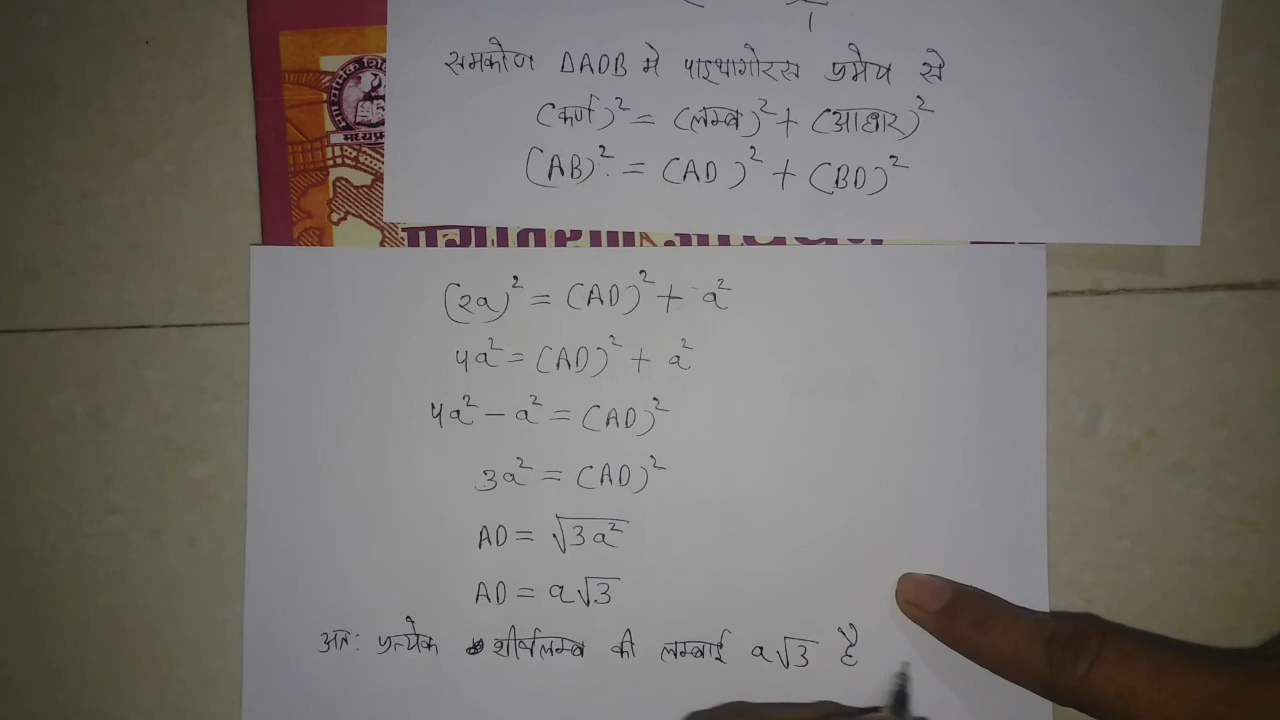 1
समकोण ΔADB मे पाइथागोरस प्रमेय से
(कर्ण)² = (लम्ब)² + (आधार)²
(AB)² = (AD)² + (BD)²
(2a)² = (AD)² + a²
4a² = (AD)² + a²
4a² - a² = (AD)²
3a² = (AD)²
AD = √3a²
AD = a√3
अतः प्रत्येक शीर्षलम्ब की लम्बाई a√3 है